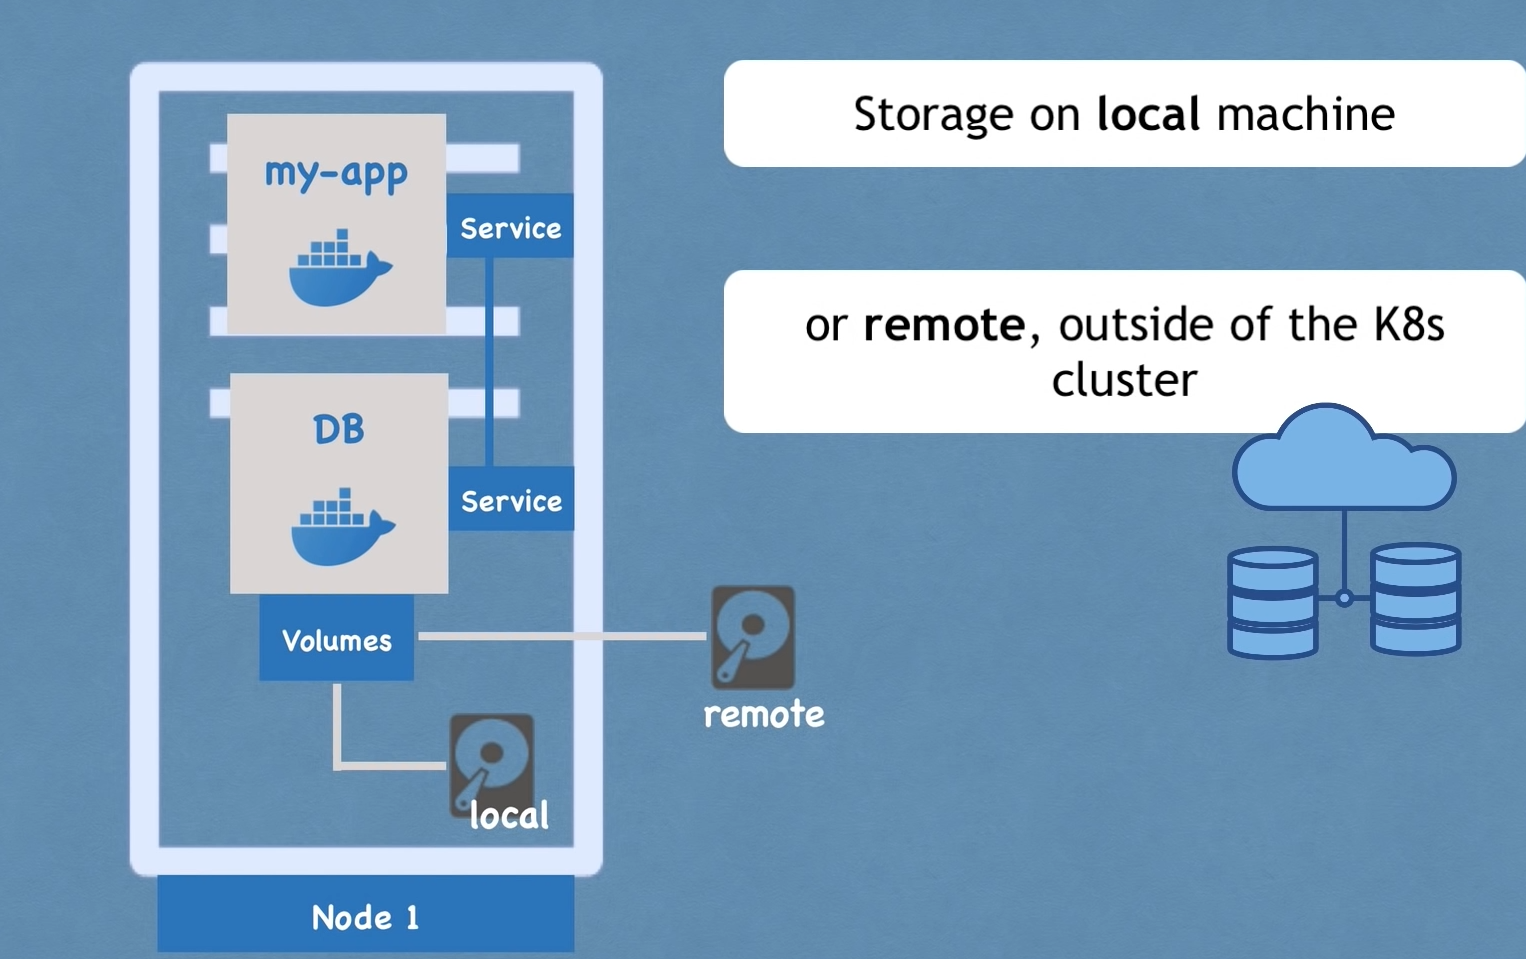 my-app
Service
DB
Service
Volumes
local
remote
Node 1
Storage on local machine
or remote, outside of the K8s
cluster